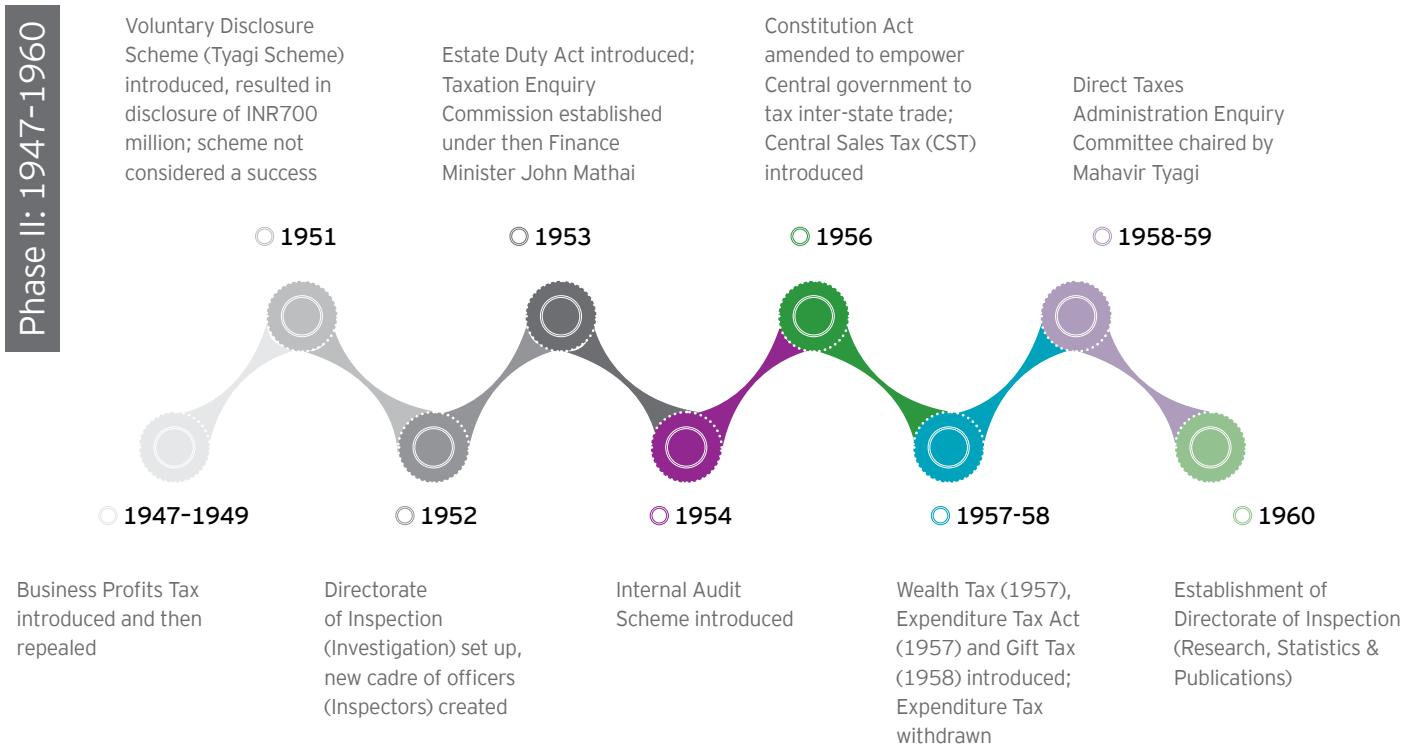 Phase II: 1947-1960
Voluntary Disclosure
Scheme (Tyagi Scheme)
introduced, resulted in
disclosure of INR700
million; scheme not
considered a success
Estate Duty Act introduced;
Taxation Enquiry
Commission established
under then Finance
Minister John Mathai
Constitution Act
amended to empower
Central government to
tax inter-state trade;
Central Sales Tax (CST)
introduced
Direct Taxes
Administration Enquiry
Committee chaired by
Mahavir Tyagi
1951
1953
1956
1958-59
1947–1949
1952
1954
1957-58
1960
Business Profits Tax
introduced and then
repealed
Directorate
of Inspection
(Investigation) set up,
new cadre of officers
(Inspectors) created
Internal Audit
Scheme introduced
Wealth Tax (1957),
Expenditure Tax Act
(1957) and Gift Tax
(1958) introduced;
Expenditure Tax
withdrawn
Establishment of
Directorate of Inspection
(Research, Statistics &
Publications)